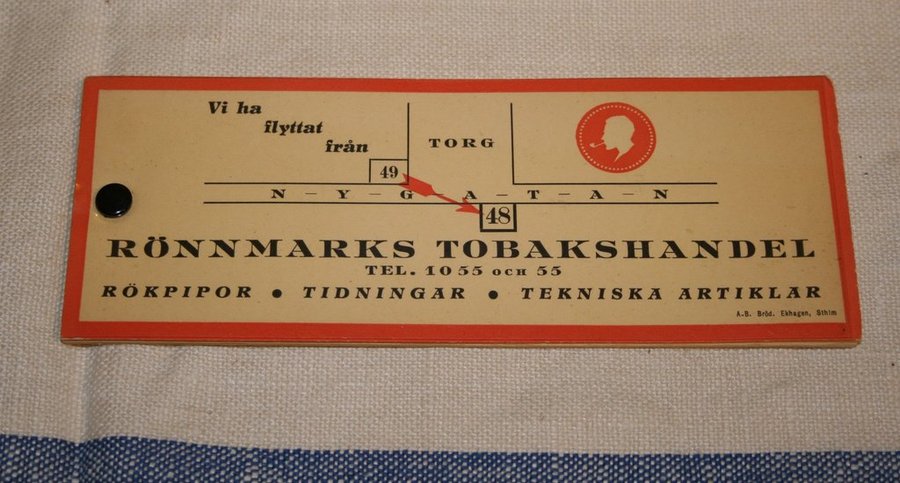 Vi ha
flyttat
från
TORG
49
N-Y-G-A-T-A-N
48
RÖNNMARKS TOBAKSHANDEL
TEL. 1055 OCH 55
RÖKPIPOR • TIDNINGAR • TEKNISKA ARTIKLAR
A.-B. Bröd. Ekhagen, Sthlm